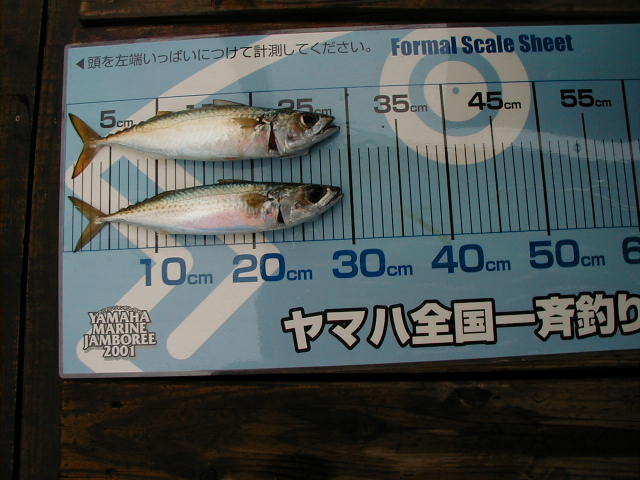 ◀頭を左端いっぱいにつけて計測してください。 Formal Scale Sheet
5cm 25cm 35cm 45cm 55cm
10cm 20cm 30cm 40cm 50cm 6
YAMAHA
MARINE
JAMBOREE
2001
ヤマハ全国一斉釣り